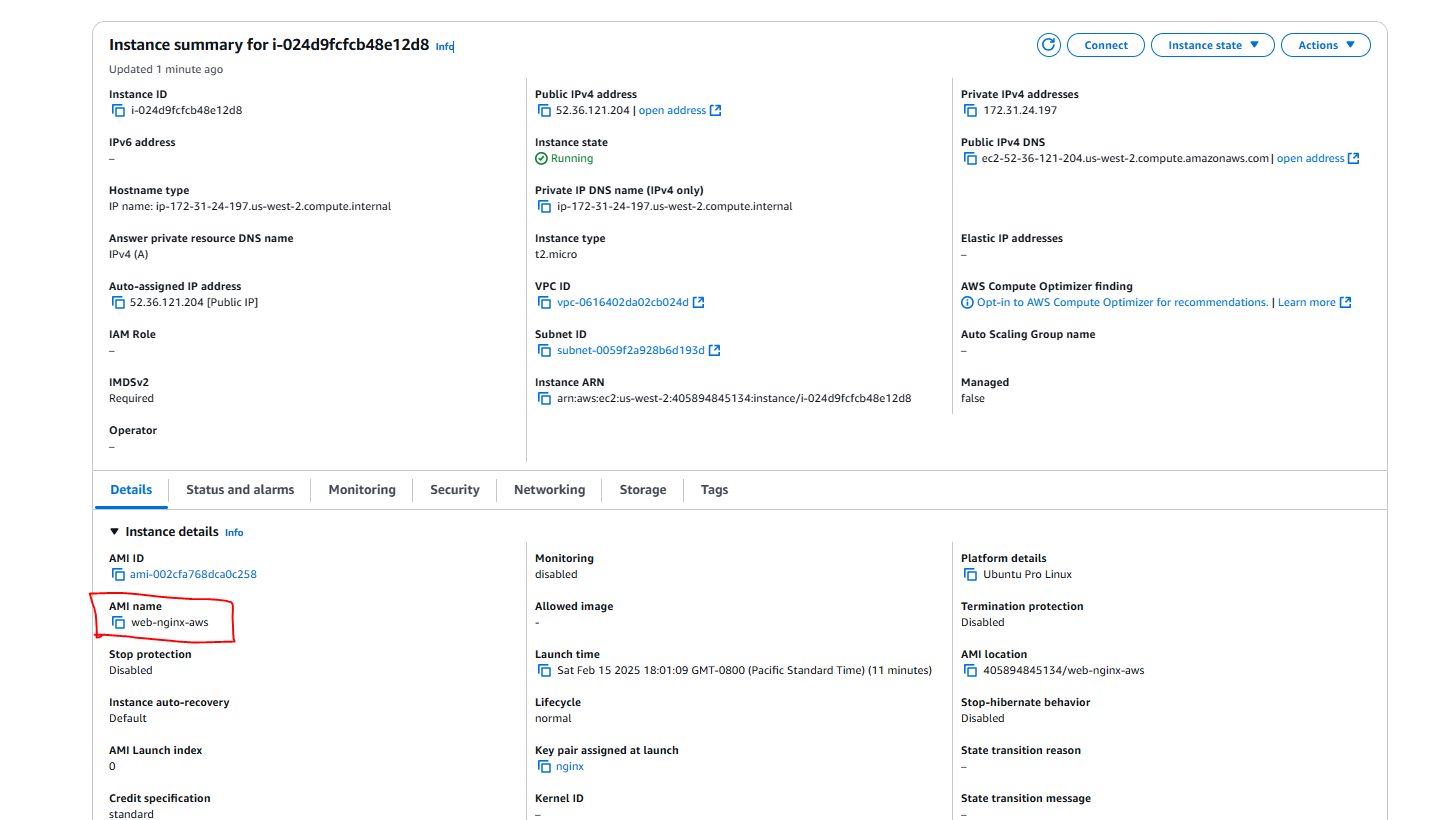 Instance summary for i-024d9fcfcb48e12d8 Info
Connect
Instance state
Actions
Updated 1 minute ago
Instance ID
i-024d9fcfcb48e12d8
Public IPv4 address
52.36.121.204 | open address
Private IPv4 addresses
172.31.24.197
IPv6 address
–
Instance state
Running
Public IPv4 DNS
ec2-52-36-121-204.us-west-2.compute.amazonaws.com | open address
Hostname type
IP name: ip-172-31-24-197.us-west-2.compute.internal
Private IP DNS name (IPv4 only)
ip-172-31-24-197.us-west-2.compute.internal
Answer private resource DNS name
IPv4 (A)
Instance type
t2.micro
Elastic IP addresses
–
Auto-assigned IP address
52.36.121.204 [Public IP]
VPC ID
vpc-0616402da02cb024d
AWS Compute Optimizer finding
Opt-in to AWS Compute Optimizer for recommendations. | Learn more
IAM Role
–
Subnet ID
subnet-0059f2a928b6d193d
Auto Scaling Group name
–
IMDSv2
Required
Instance ARN
arn:aws:ec2:us-west-2:405894845134:instance/i-024d9fcfcb48e12d8
Managed
false
Operator
–
Details
Status and alarms
Monitoring
Security
Networking
Storage
Tags
Instance details Info
AMI ID
ami-002cfa768dca0c258
Monitoring
disabled
Platform details
Ubuntu Pro Linux
AMI name
web-nginx-aws
Allowed image
-
Termination protection
Disabled
Stop protection
Disabled
Launch time
Sat Feb 15 2025 18:01:09 GMT-0800 (Pacific Standard Time) (11 minutes)
AMI location
405894845134/web-nginx-aws
Instance auto-recovery
Default
Lifecycle
normal
Stop-hibernate behavior
Disabled
AMI Launch index
0
Key pair assigned at launch
nginx
State transition reason
–
Credit specification
standard
Kernel ID
–
State transition message
–